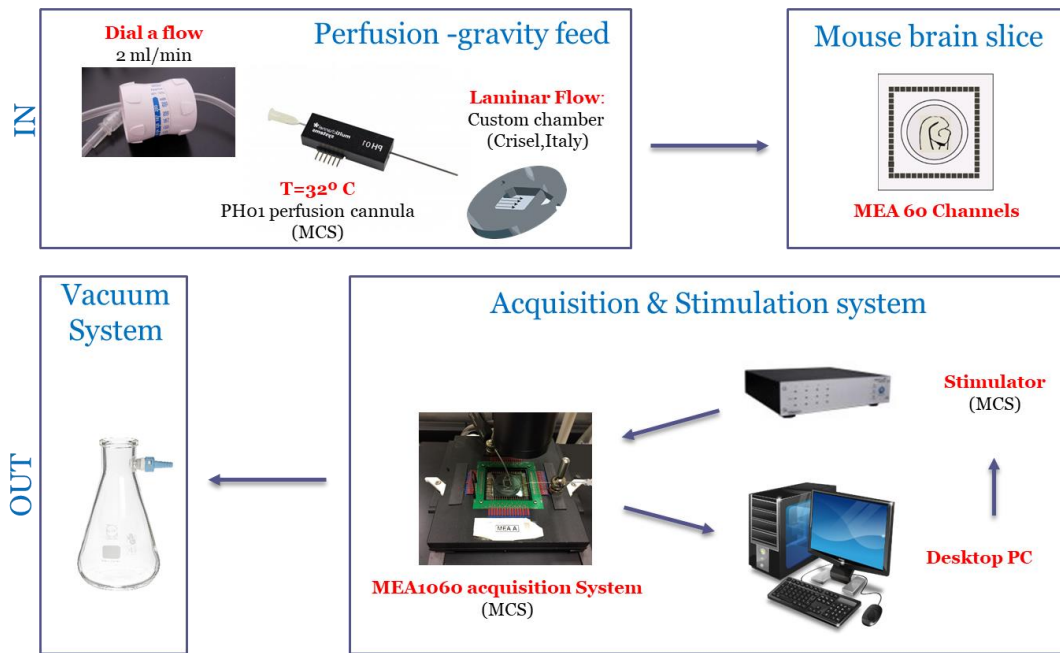 Dial a flow
2 ml/min
Perfusion -gravity feed
Laminar Flow:
Custom chamber
(Crisel,Italy)
PH01
T=32º C
PH01 perfusion cannula
(MCS)
IN
Mouse brain slice
MEA 60 Channels
Vacuum
System
OUT
Acquisition & Stimulation system
Stimulator
(MCS)
MEA A
MEA1060 acquisition System
(MCS)
Desktop PC